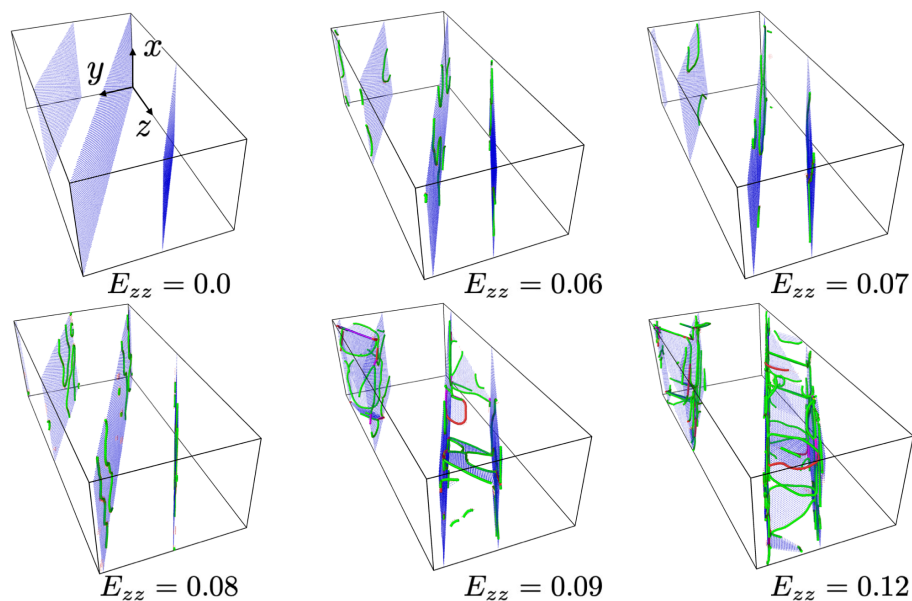 x
y
z
E_{zz} = 0.0
E_{zz} = 0.06
E_{zz} = 0.07
E_{zz} = 0.08
E_{zz} = 0.09
E_{zz} = 0.12